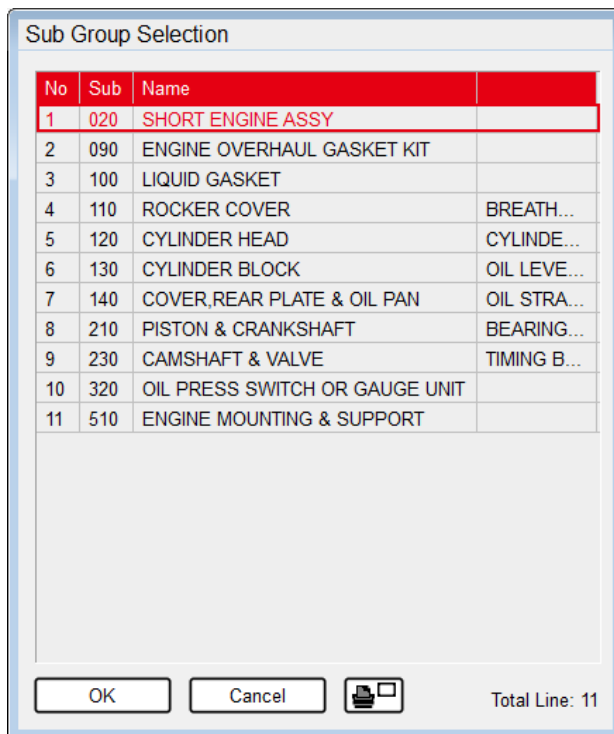 Sub Group Selection
No Sub Name
1 020 SHORT ENGINE ASSY
2 090 ENGINE OVERHAUL GASKET KIT
3 100 LIQUID GASKET
4 110 ROCKER COVER BREATH...
5 120 CYLINDER HEAD CYLINDE...
6 130 CYLINDER BLOCK OIL LEVE...
7 140 COVER,REAR PLATE & OIL PAN OIL STRA...
8 210 PISTON & CRANKSHAFT BEARING...
9 230 CAMSHAFT & VALVE TIMING B...
10 320 OIL PRESS SWITCH OR GAUGE UNIT
11 510 ENGINE MOUNTING & SUPPORT
OK Cancel Total Line: 11